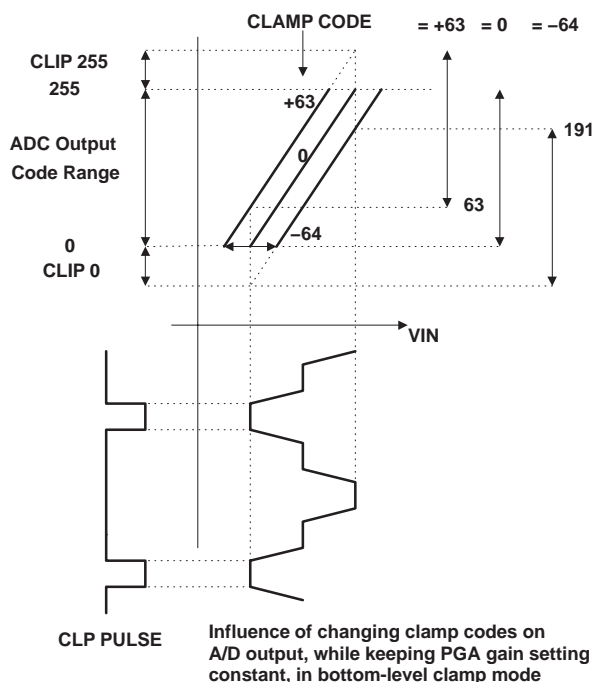 CLAMP CODE
= +63 = 0 = −64
CLIP 255
255
+63
191
ADC Output
Code Range
0
63
0
−64
CLIP 0
VIN
CLP PULSE
Influence of changing clamp codes on
A/D output, while keeping PGA gain setting
constant, in bottom-level clamp mode